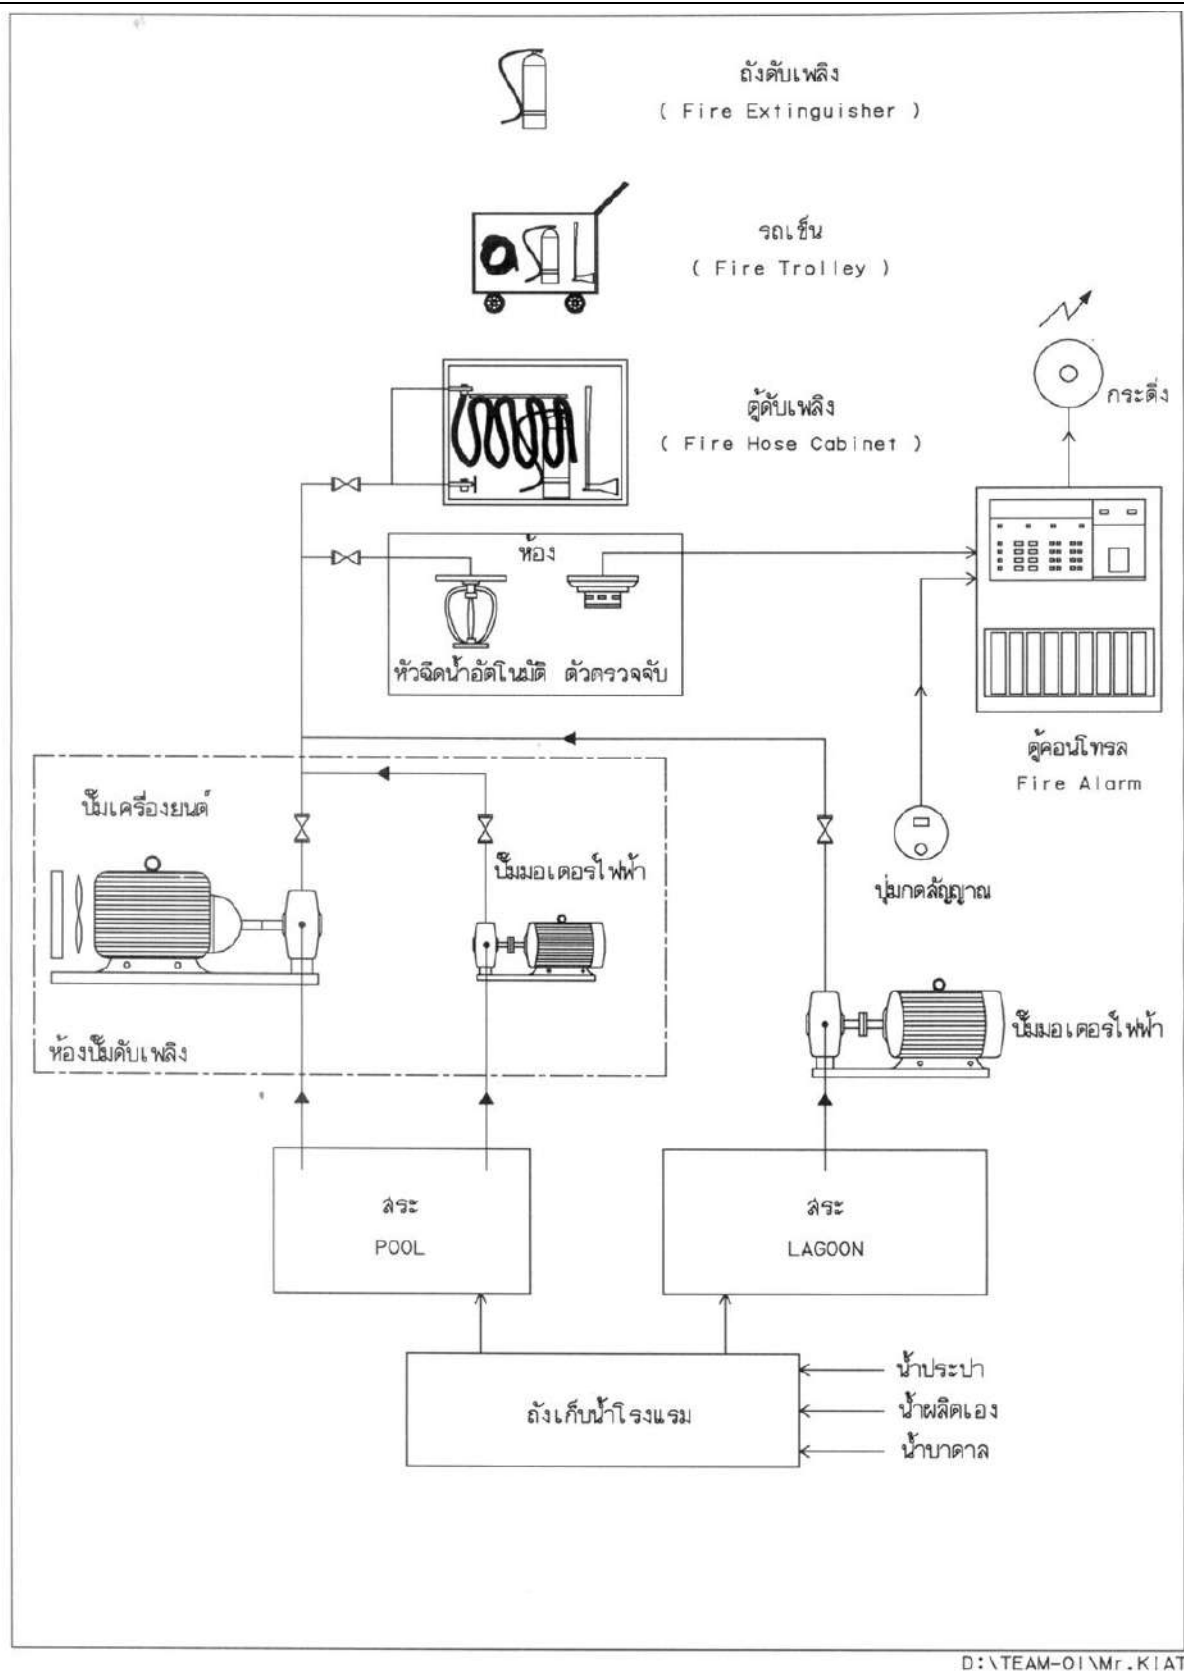 ถังดับเพลิง
( Fire Extinguisher )
รถเข็น
( Fire Trolley )
กระดิ่ง
ตู้ดับเพลิง
( Fire Hose Cabinet )
ห้อง
หัวฉีดน้ำอัตโนมัติ ตัวตรวจจับ
ตู้คอนโทรล
Fire Alarm
ปั๊มเครื่องยนต์
ปั๊มมอเตอร์ไฟฟ้า
ปุ่มกดสัญญาณ
ปั๊มมอเตอร์ไฟฟ้า
ห้องปั๊มดับเพลิง
สระ
POOL
สระ
LAGOON
ถังเก็บน้ำโรงแรม
น้ำประปา
น้ำผลิตเอง
น้ำบาดาล
D:\TEAM-01\Mr.KIAT